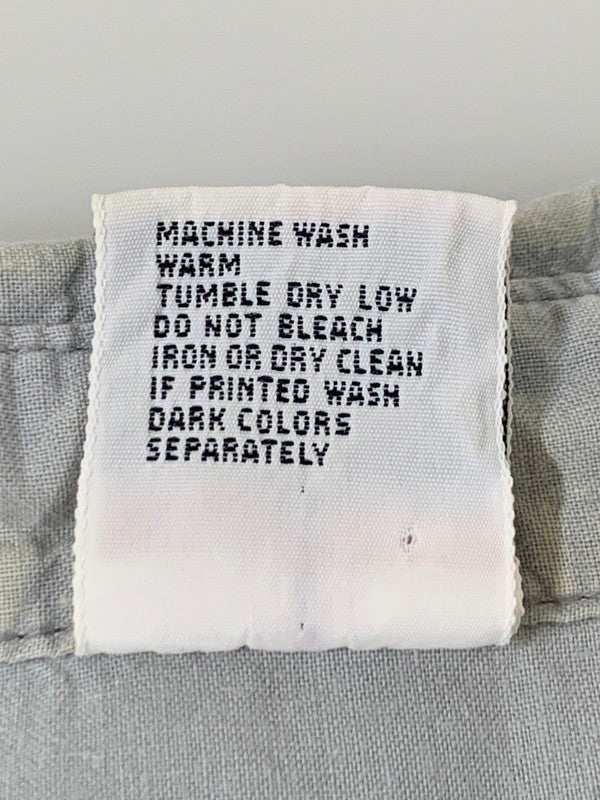 MACHINE WASH
WARM
TUMBLE DRY LOW
DO NOT BLEACH
IRON OR DRY CLEAN
IF PRINTED WASH
DARK COLORS
SEPARATELY